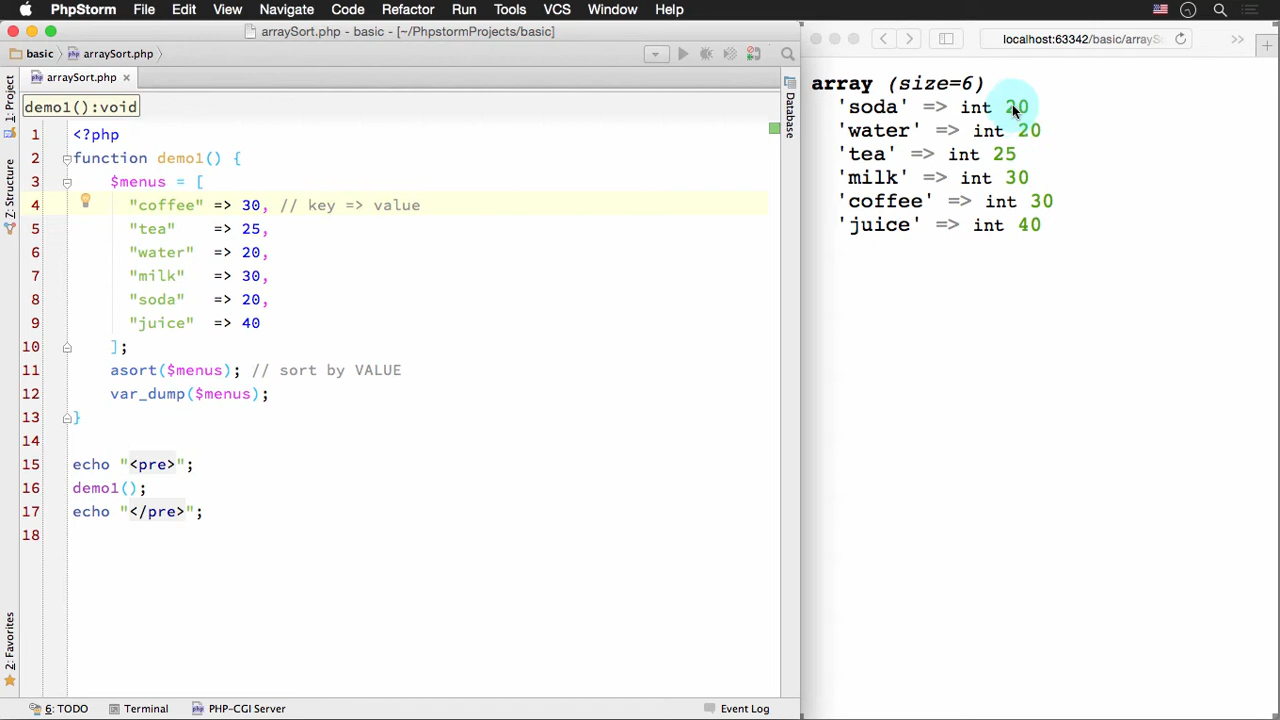 PhpStorm File Edit View Navigate Code Refactor Run Tools VCS Window Help
arraySort.php - basic - [~/PhpstormProjects/basic]
localhost:63342/basic/arrayS
basic arraySort.php
arraySort.php
demo1():void
1: Project
7: Structure
2: Favorites
Database
1 <?php
2 function demo1() {
3 $menus = [
4 "coffee" => 30, // key => value
5 "tea" => 25,
6 "water" => 20,
7 "milk" => 30,
8 "soda" => 20,
9 "juice" => 40
10 ];
11 asort($menus); // sort by VALUE
12 var_dump($menus);
13 }
14
15 echo "<pre>";
16 demo1();
17 echo "</pre>";
18
array (size=6)
'soda' => int 20
'water' => int 20
'tea' => int 25
'milk' => int 30
'coffee' => int 30
'juice' => int 40
6: TODO Terminal PHP-CGI Server Event Log